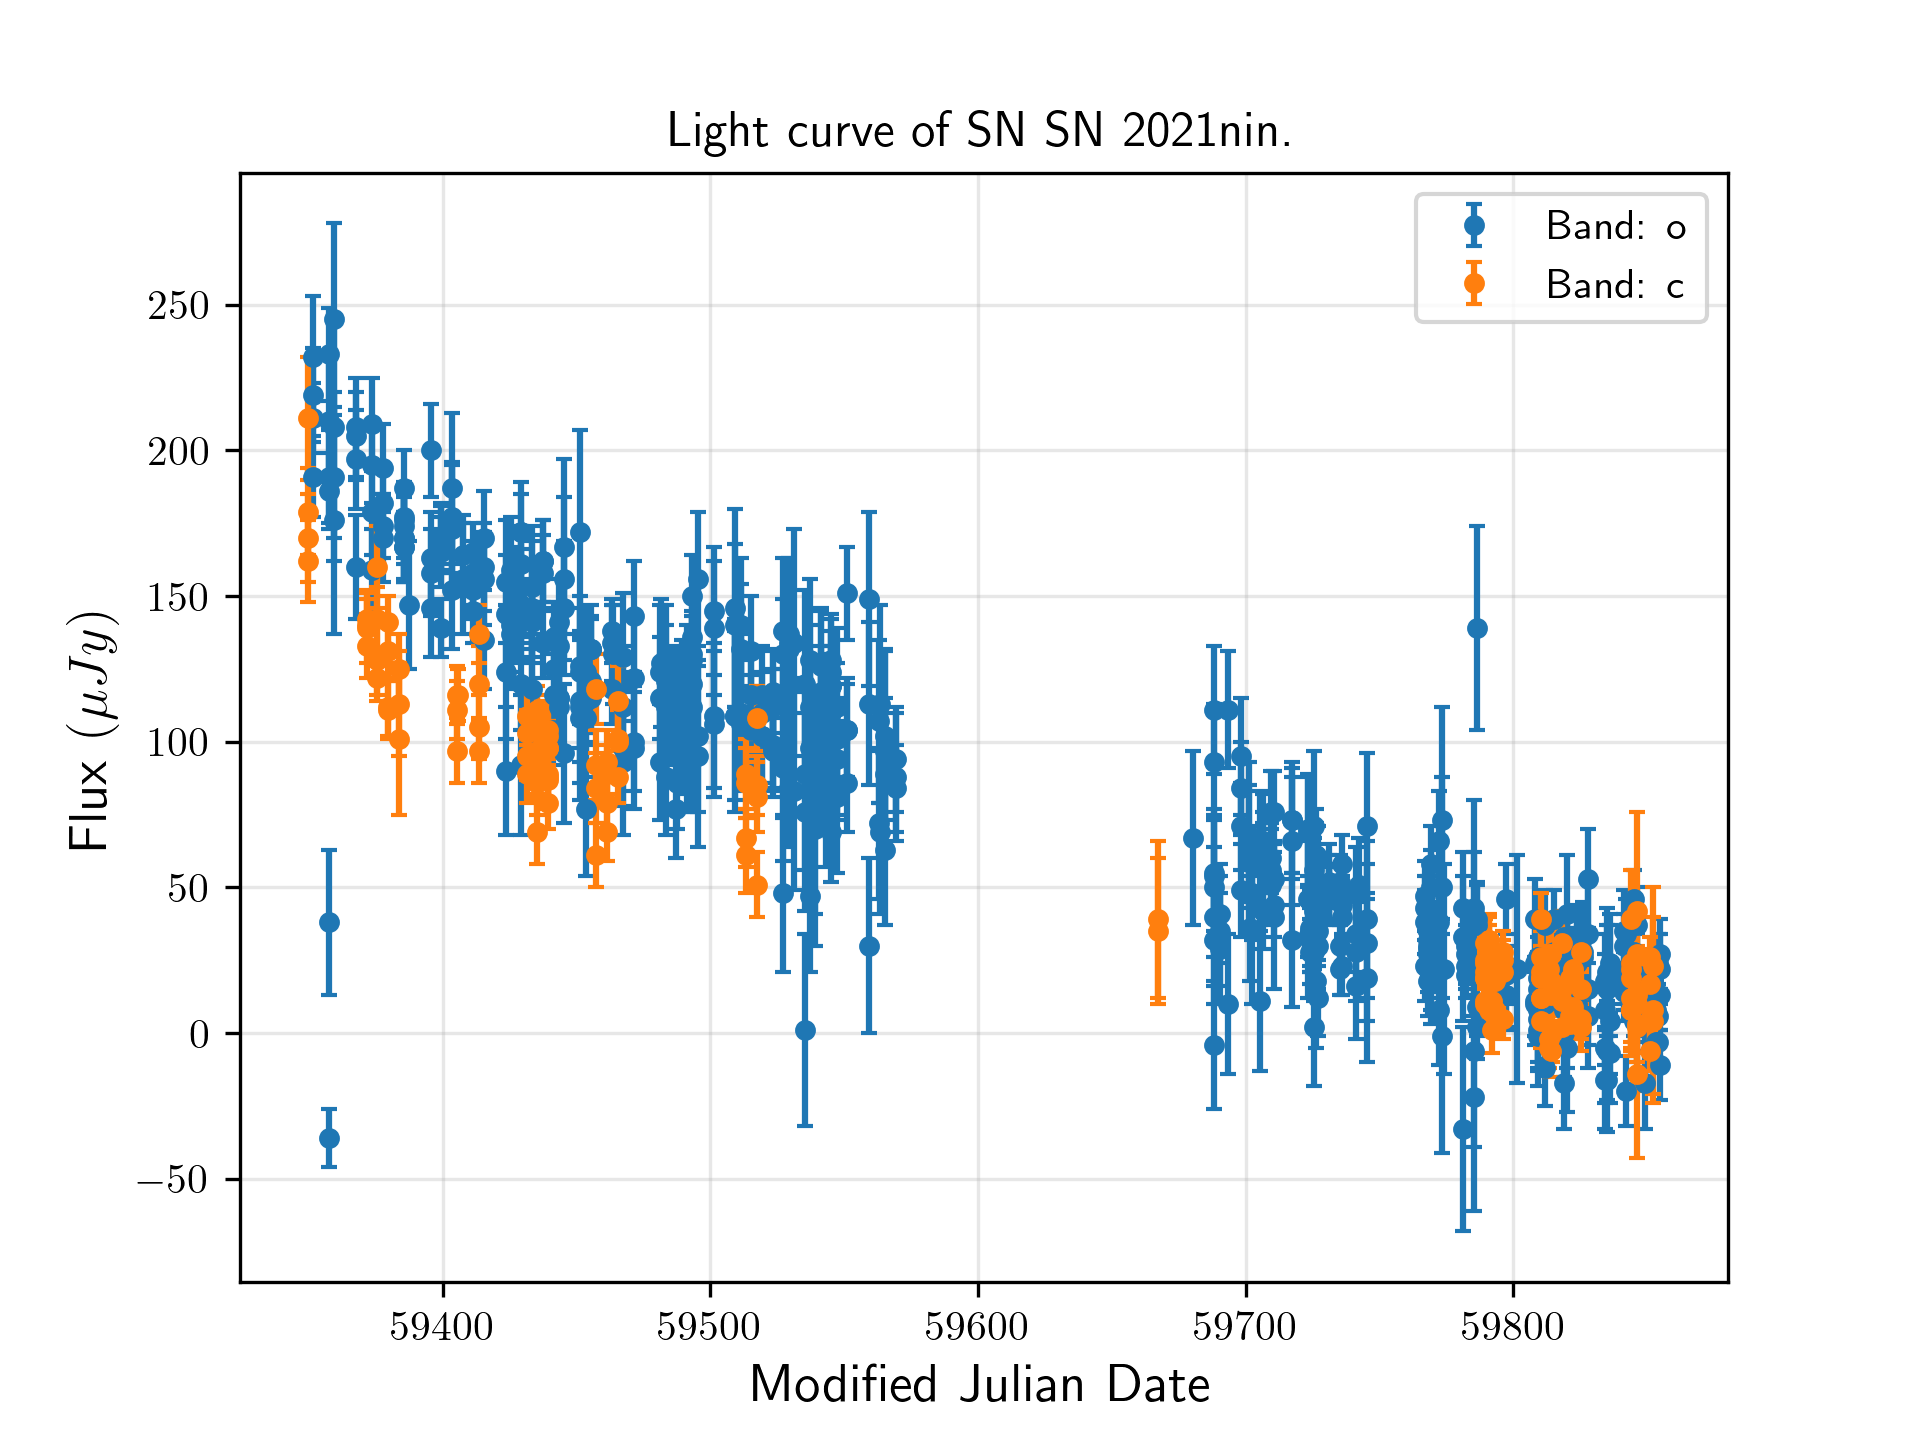 Light curve of SN SN 2021nin.
Band: o
Band: c
250
200
150
100
50
0
−50
Flux (μJy)
59400 59500 59600 59700 59800
Modified Julian Date